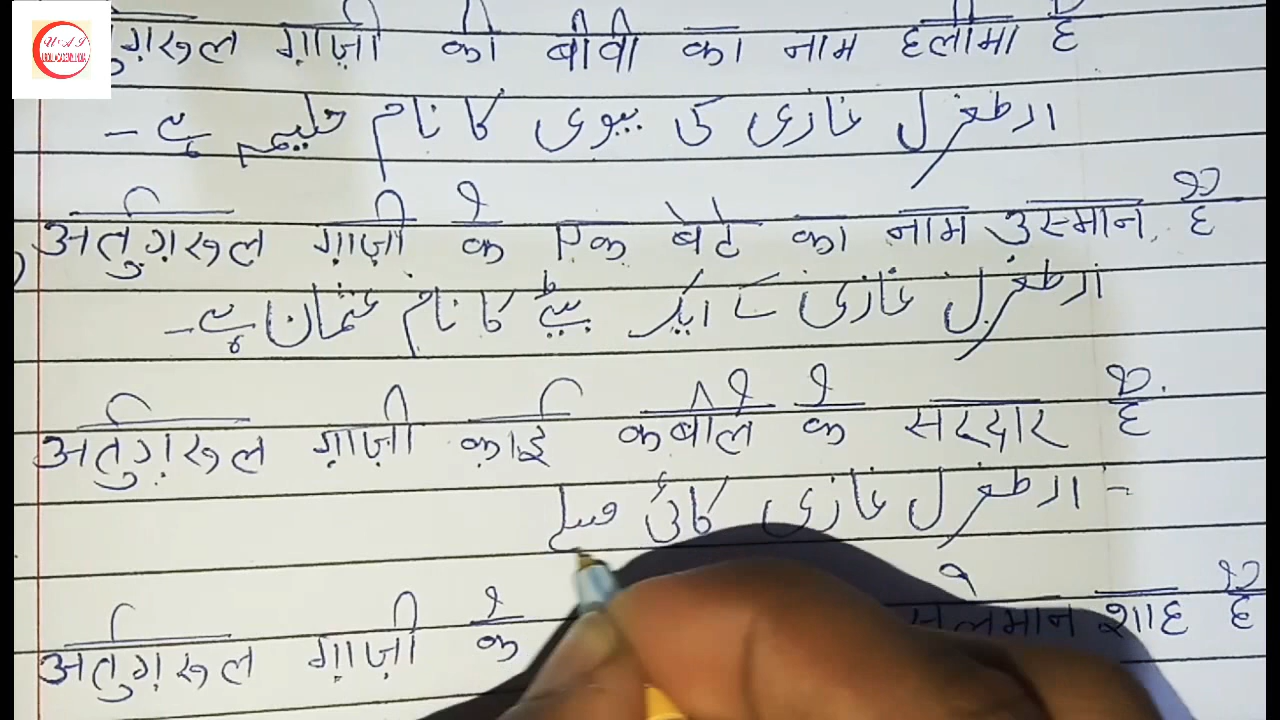 U A I
अर्तुग़रूल ग़ाज़ी की बीवी का नाम हलीमा है
ارطغرل غازی کی بیوی کا نام حلیمہ ہے -
अर्तुग़रूल ग़ाज़ी के एक बेटे का नाम उस्मान है
ارطغرل غازی کے ایک بیٹے کا نام عثمان ہے -
अर्तुग़रूल ग़ाज़ी काई कबीले के सरदार हैं.
- ارطغرل غازی کائی قبیلے
अर्तुग़रूल ग़ाज़ी के सुलेमान शाह है